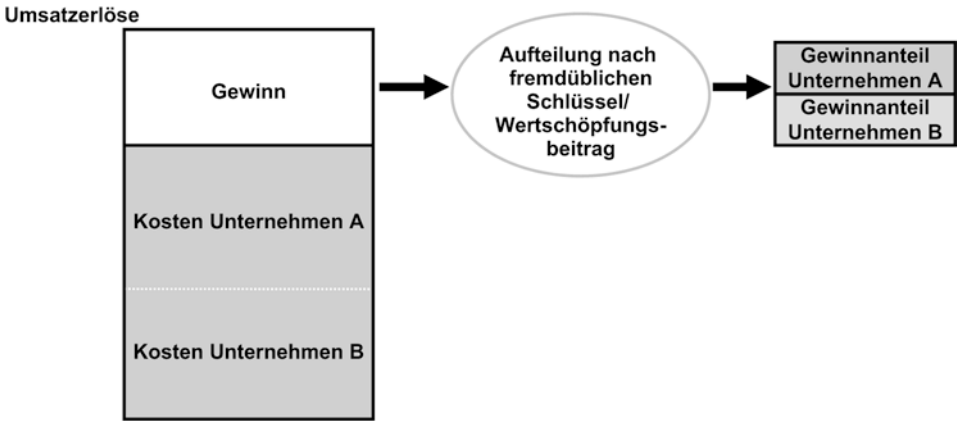 Umsatzerlöse
Gewinn
Aufteilung nach
fremdüblichen
Schlüssel/
Wertschöpfungs-
beitrag
Gewinnanteil
Unternehmen A
Gewinnanteil
Unternehmen B
Kosten Unternehmen A
Kosten Unternehmen B